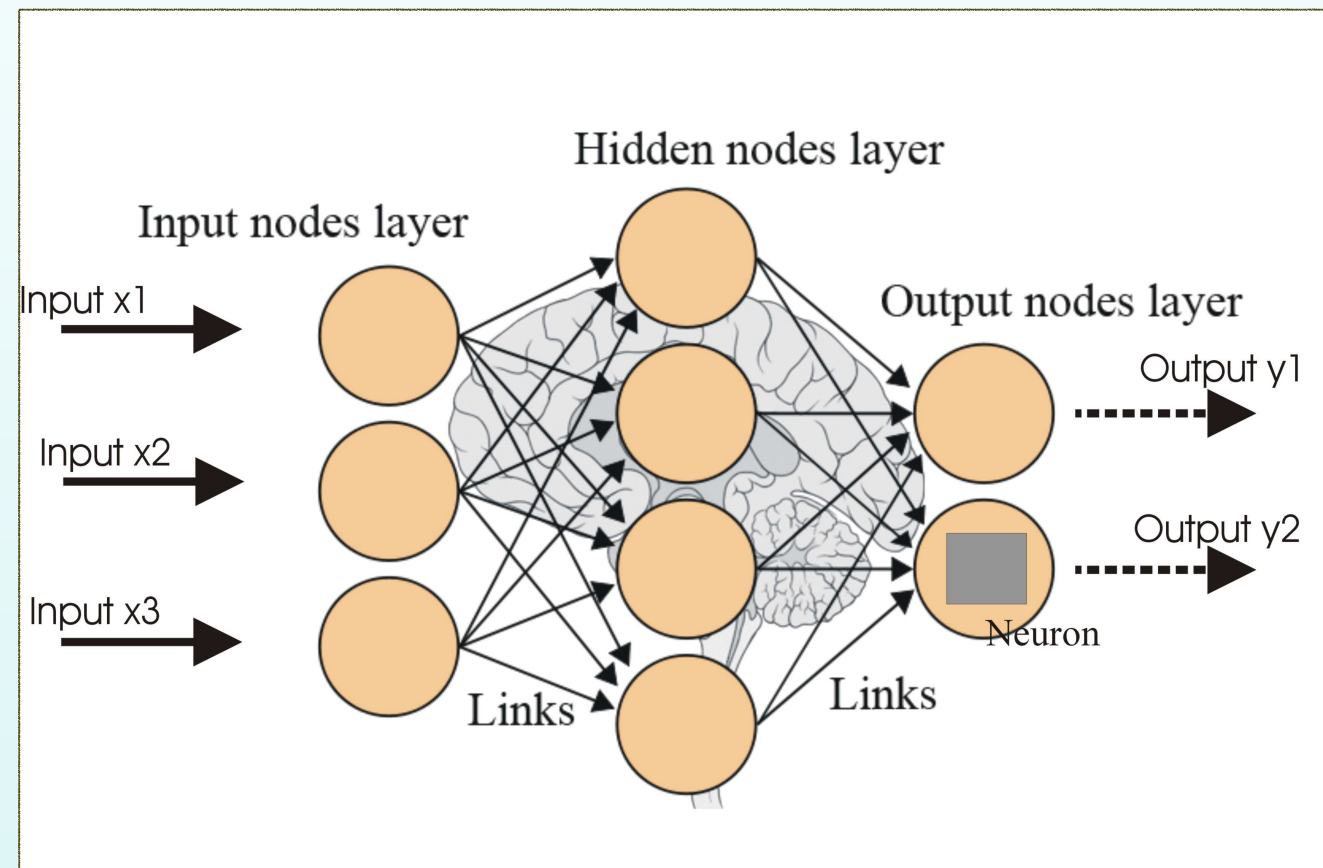 Hidden nodes layer
Input nodes layer
Input x1
Output nodes layer
Output y1
Input x2
Output y2
Input x3
Neuron
Links
Links